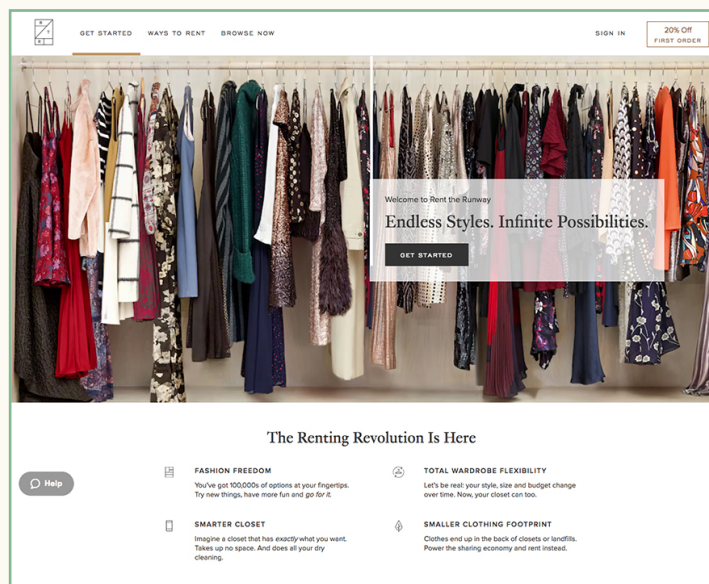 R
T
R
GET STARTED
WAYS TO RENT
BROWSE NOW
SIGN IN
20% Off
FIRST ORDER
Welcome to Rent the Runway
Endless Styles. Infinite Possibilities.
GET STARTED
The Renting Revolution Is Here
FASHION FREEDOM
You've got 100,000s of options at your fingertips.
Try new things, have more fun and go for it.
TOTAL WARDROBE FLEXIBILITY
Let's be real: your style, size and budget change
over time. Now, your closet can too.
SMARTER CLOSET
Imagine a closet that has exactly what you want.
Takes up no space. And does all your dry
cleaning.
SMALLER CLOTHING FOOTPRINT
Clothes end up in the back of closets or landfills.
Power the sharing economy and rent instead.
Help